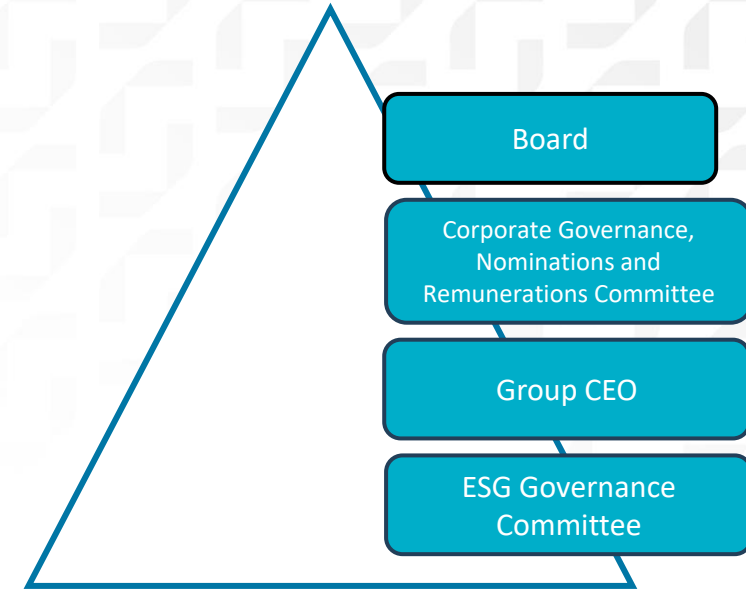 Board
Corporate Governance,
Nominations and
Remunerations Committee
Group CEO
ESG Governance
Committee